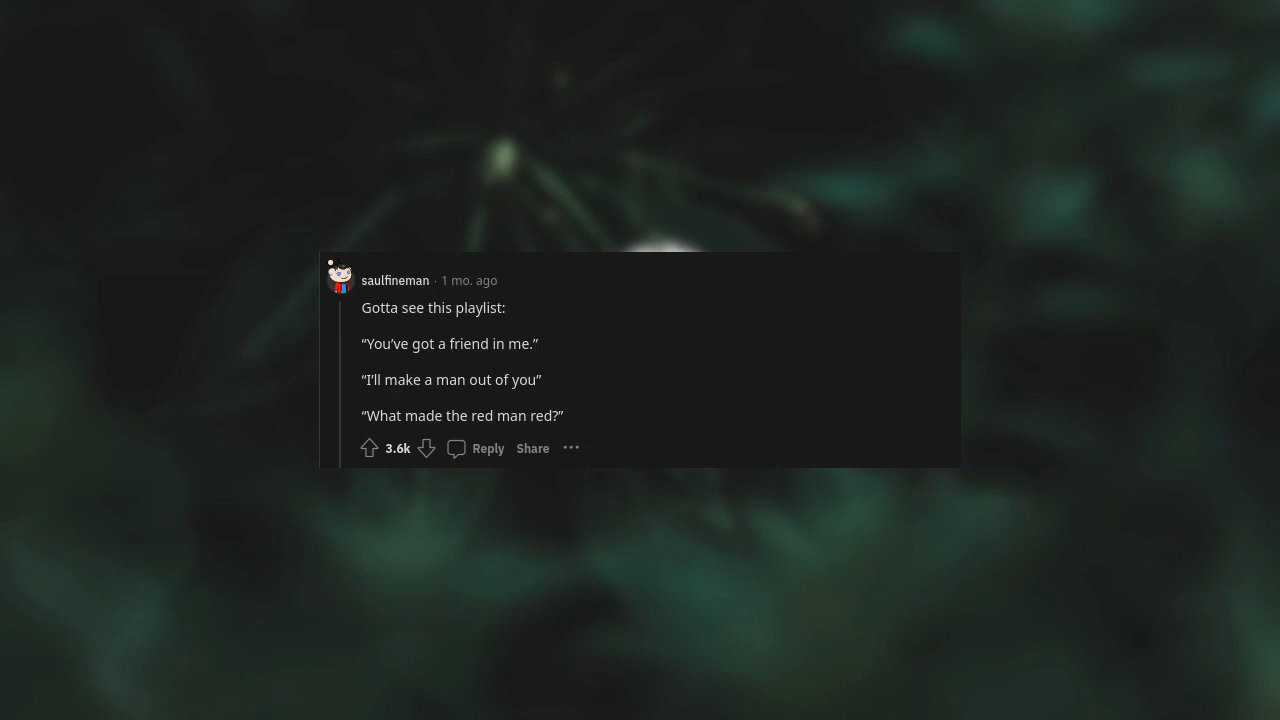 saulfineman · 1 mo. ago
Gotta see this playlist:
“You’ve got a friend in me.”
“I’ll make a man out of you”
“What made the red man red?”
3.6k Reply Share ···